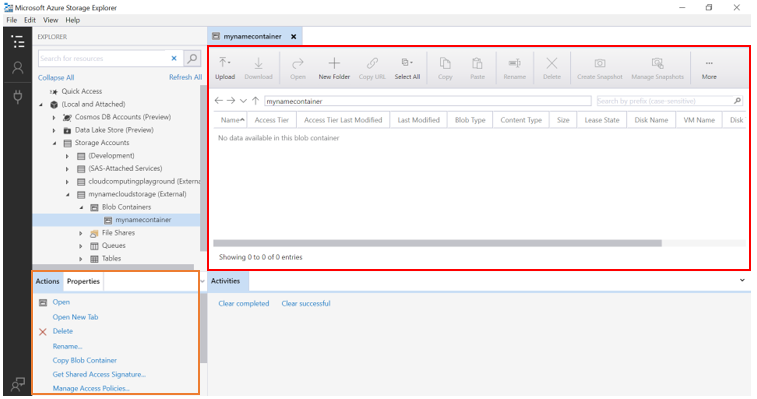 Microsoft Azure Storage Explorer
File Edit View Help
EXPLORER
Search for resources
Collapse All Refresh All
Quick Access
(Local and Attached)
Cosmos DB Accounts (Preview)
Data Lake Store (Preview)
Storage Accounts
(Development)
(SAS-Attached Services)
cloudcomputingplayground (Externa
mynamecloudstorage (External)
Blob Containers
mynamecontainer
File Shares
Queues
Tables
Actions Properties
Open
Open New Tab
Delete
Rename...
Copy Blob Container
Get Shared Access Signature...
Manage Access Policies...
mynamecontainer
Upload Download Open New Folder Copy URL Select All Copy Paste Rename Delete Create Snapshot Manage Snapshots More
mynamecontainer Search by prefix (case-sensitive)
Name Access Tier Access Tier Last Modified Last Modified Blob Type Content Type Size Lease State Disk Name VM Name Disk
No data available in this blob container
Showing 0 to 0 of 0 entries
Activities
Clear completed Clear successful